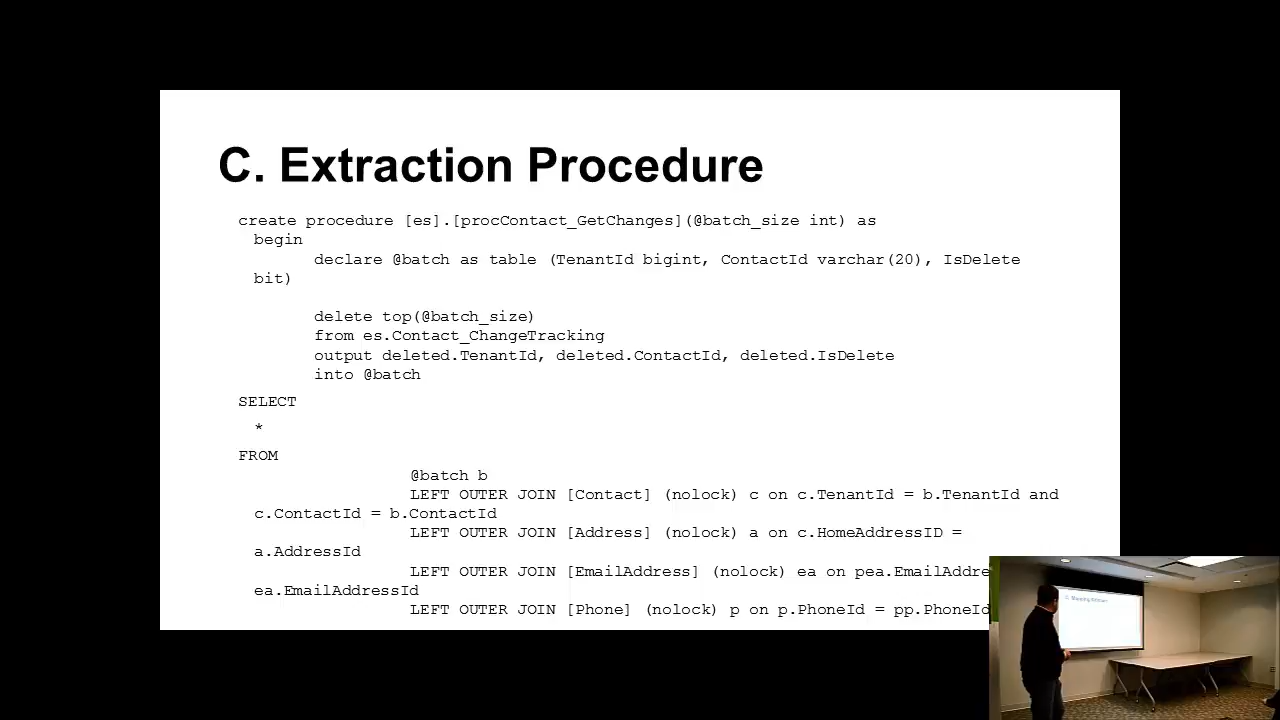 C. Extraction Procedure
create procedure [es].[procContact_GetChanges](@batch_size int) as
begin
declare @batch as table (TenantId bigint, ContactId varchar(20), IsDelete
bit)
delete top(@batch_size)
from es.Contact_ChangeTracking
output deleted.TenantId, deleted.ContactId, deleted.IsDelete
into @batch
SELECT
*
FROM
@batch b
LEFT OUTER JOIN [Contact] (nolock) c on c.TenantId = b.TenantId and
c.ContactId = b.ContactId
LEFT OUTER JOIN [Address] (nolock) a on c.HomeAddressID =
a.AddressId
LEFT OUTER JOIN [EmailAddress] (nolock) ea on pea.EmailAddre
ea.EmailAddressId
LEFT OUTER JOIN [Phone] (nolock) p on p.PhoneId = pp.PhoneId